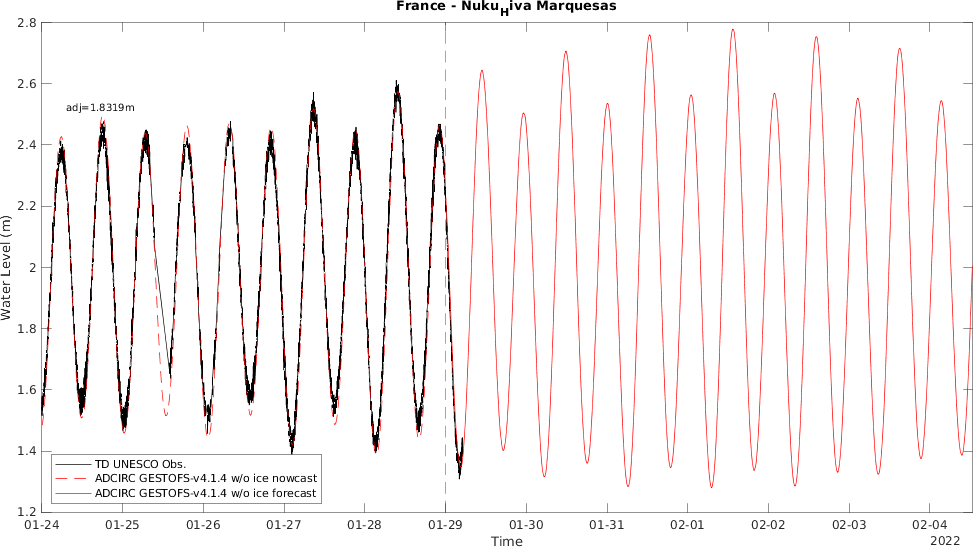 France - Nuku_Hiva Marquesas
2.8
2.6
2.4
2.2
2
1.8
1.6
1.4
1.2
Water Level (m)
adj=1.8319m
TD UNESCO Obs.
ADCIRC GESTOFS-v4.1.4 w/o ice nowcast
ADCIRC GESTOFS-v4.1.4 w/o ice forecast
01-24 01-25 01-26 01-27 01-28 01-29 01-30 01-31 02-01 02-02 02-03 02-04
Time
2022